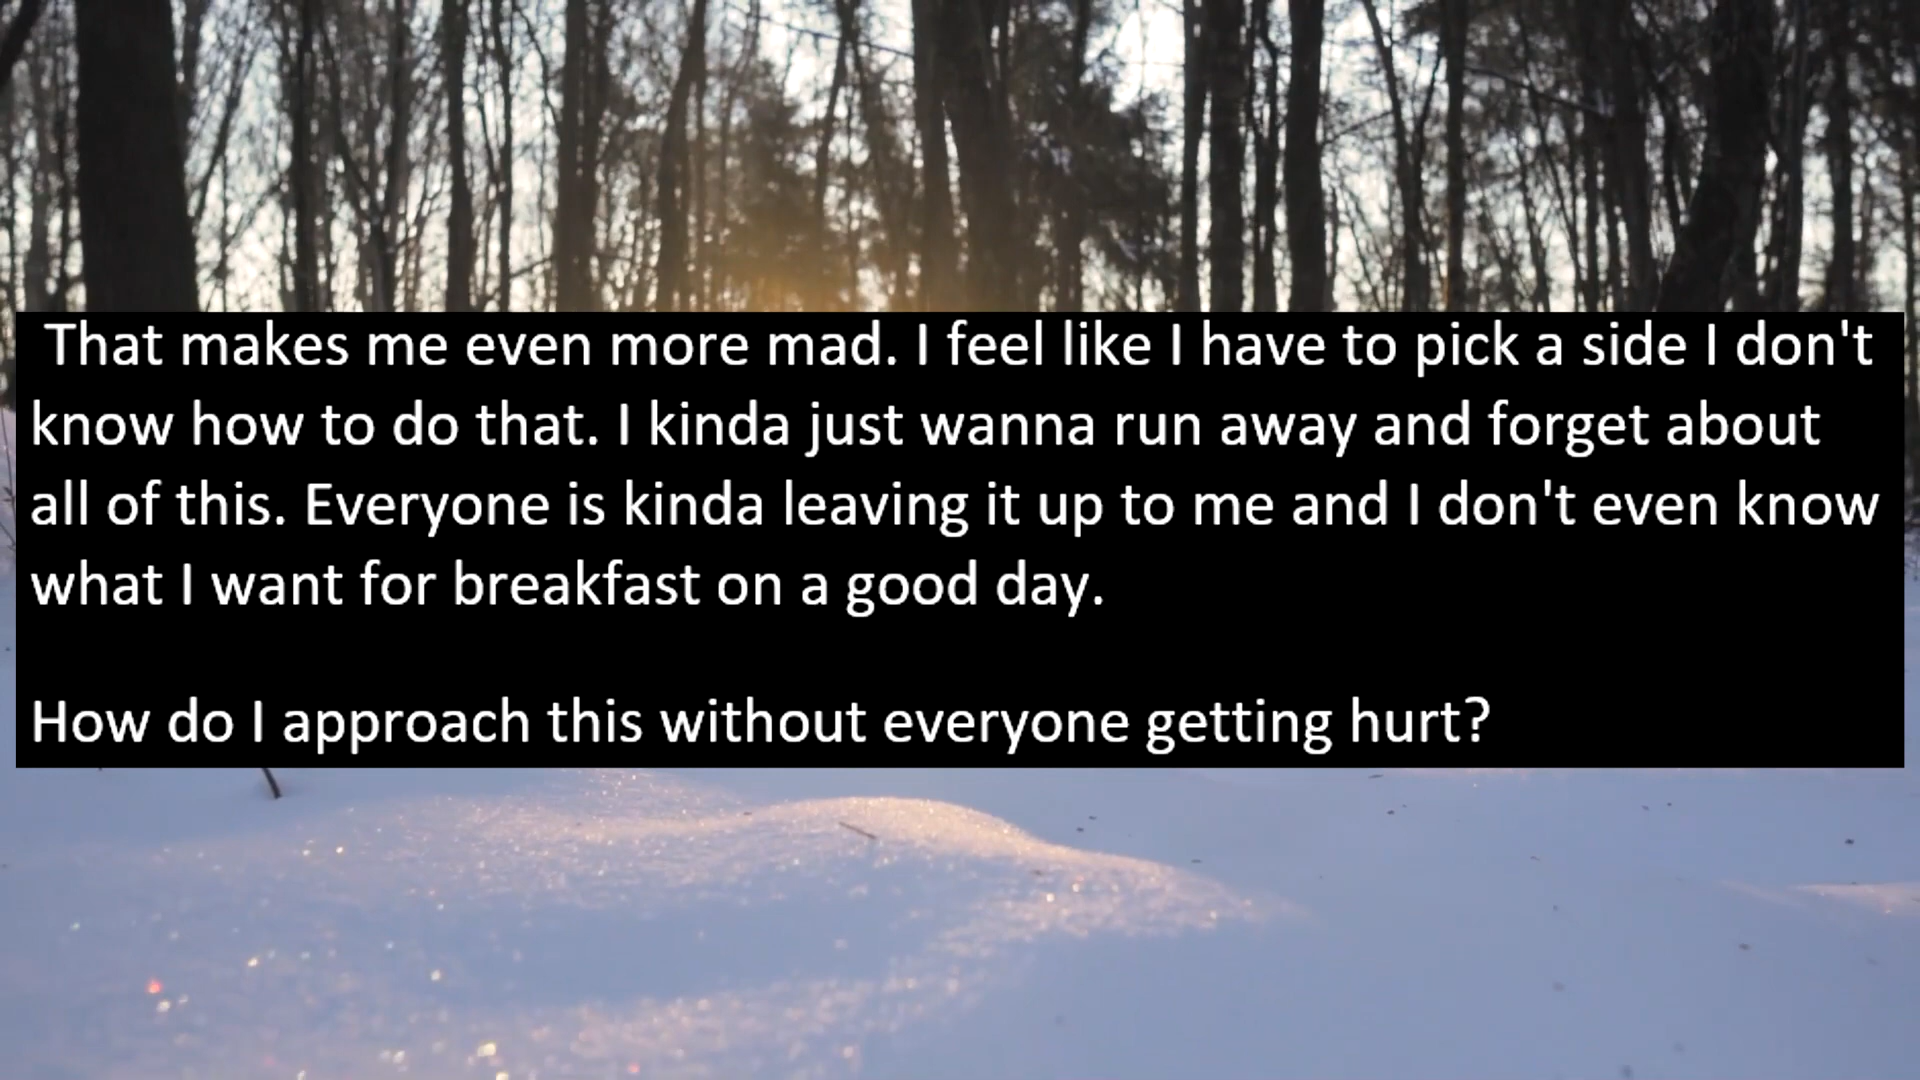 That makes me even more mad. I feel like I have to pick a side I don't
know how to do that. I kinda just wanna run away and forget about
all of this. Everyone is kinda leaving it up to me and I don't even know
what I want for breakfast on a good day.
How do I approach this without everyone getting hurt?